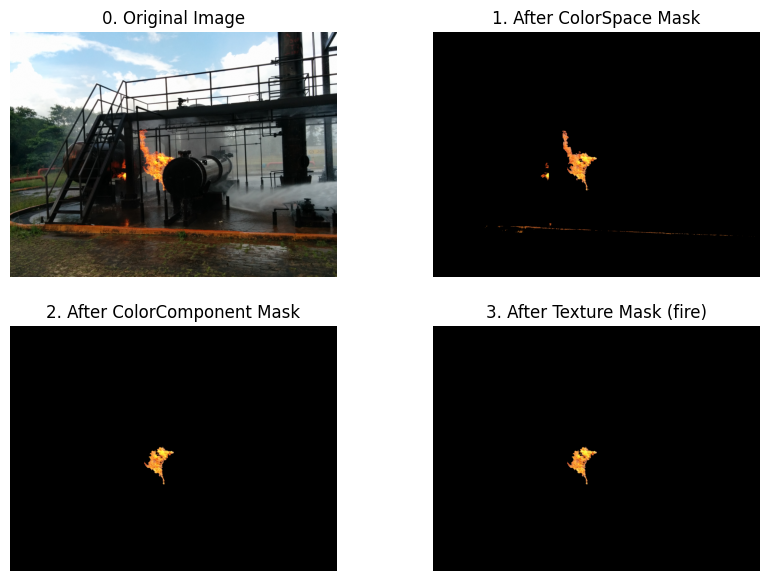 0. Original Image
1. After ColorSpace Mask
2. After ColorComponent Mask
3. After Texture Mask (fire)